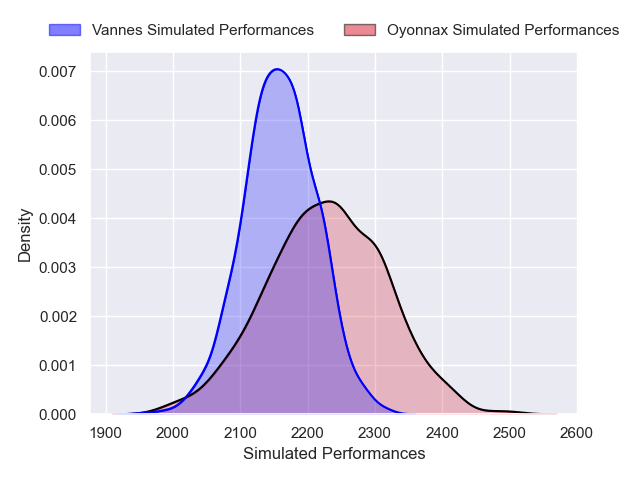 Vannes Simulated Performances
Oyonnax Simulated Performances
0.007
0.006
0.005
0.004
0.003
0.002
0.001
0.000
Density
1900 2000 2100 2200 2300 2400 2500 2600
Simulated Performances